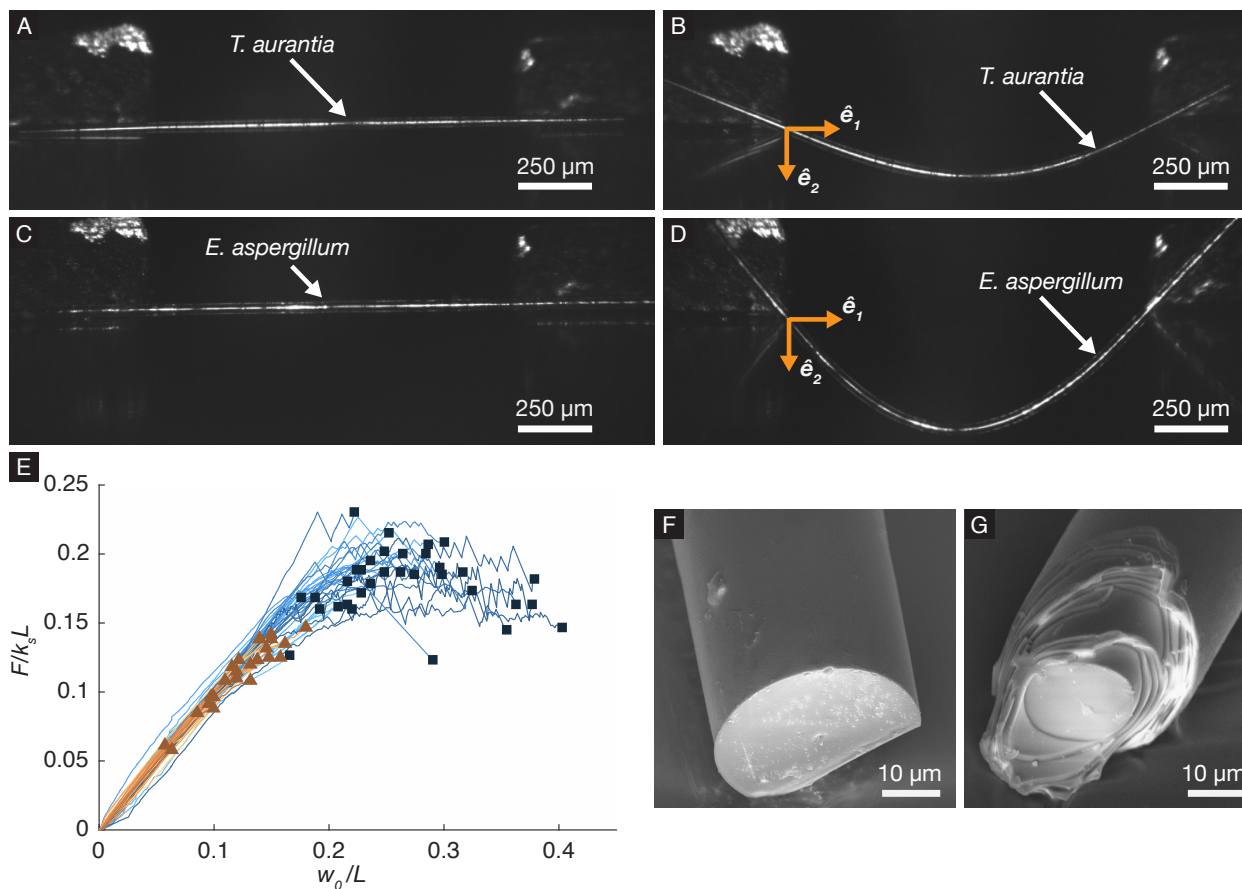 A
T. aurantia
250 µm
B
T. aurantia
ê₁
ê₂
250 µm
C
E. aspergillum
250 µm
D
E. aspergillum
ê₁
ê₂
250 µm
E
0.25
0.2
0.15
0.1
0.05
0
F/kₛL
0
0.1
0.2
0.3
0.4
w₀/L
F
10 µm
G
10 µm